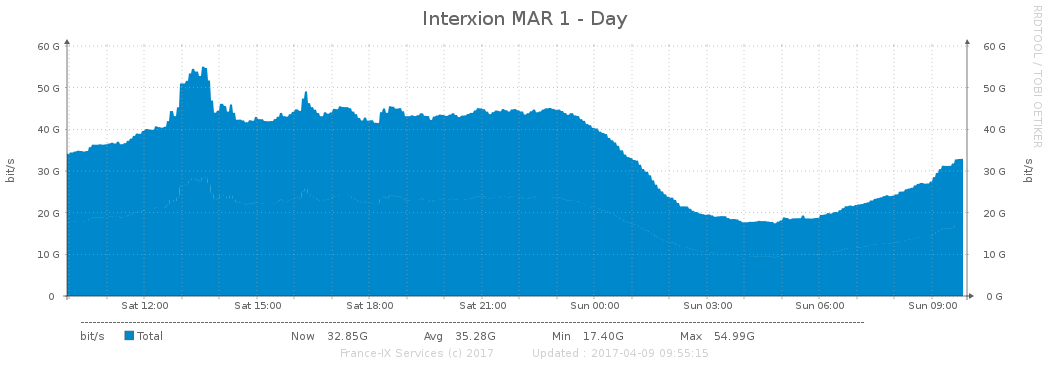 Interxion MAR 1 - Day
RRDTOOL / TOBI OETIKER
bit/s
bit/s
60 G 60 G
50 G 50 G
40 G 40 G
30 G 30 G
20 G 20 G
10 G 10 G
0 0 G
Sat 12:00 Sat 15:00 Sat 18:00 Sat 21:00 Sun 00:00 Sun 03:00 Sun 06:00 Sun 09:00
bit/s Total Now 32.85G Avg 35.28G Min 17.40G Max 54.99G
France-IX Services (c) 2017 Updated : 2017-04-09 09:55:15